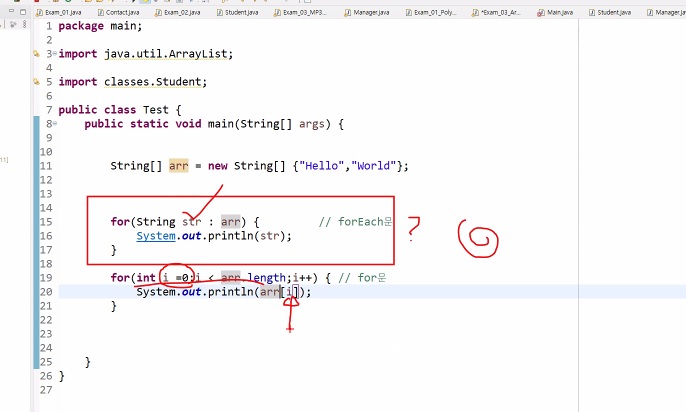 Exam_01.java Contact.java Exam_02.java Student.java Exam_03_MP3... Manager.java Exam_01_Poly... Manager.java *Exam_03_Ar... Main.java Student.java Manager.ja
1 package main;
2
3 import java.util.ArrayList;
4
5 import classes.Student;
6
7 public class Test {
8 public static void main(String[] args) {
9
10
11 String[] arr = new String[] {"Hello","World"};
12
13
14
15 for(String str : arr) { // forEach문
16 System.out.println(str);
17 }
18
19 for(int i =0;i < arr.length;i++) { // for문
20 System.out.println(arr[i]);
21 }
22
23
24
25 }
26 }
27
?